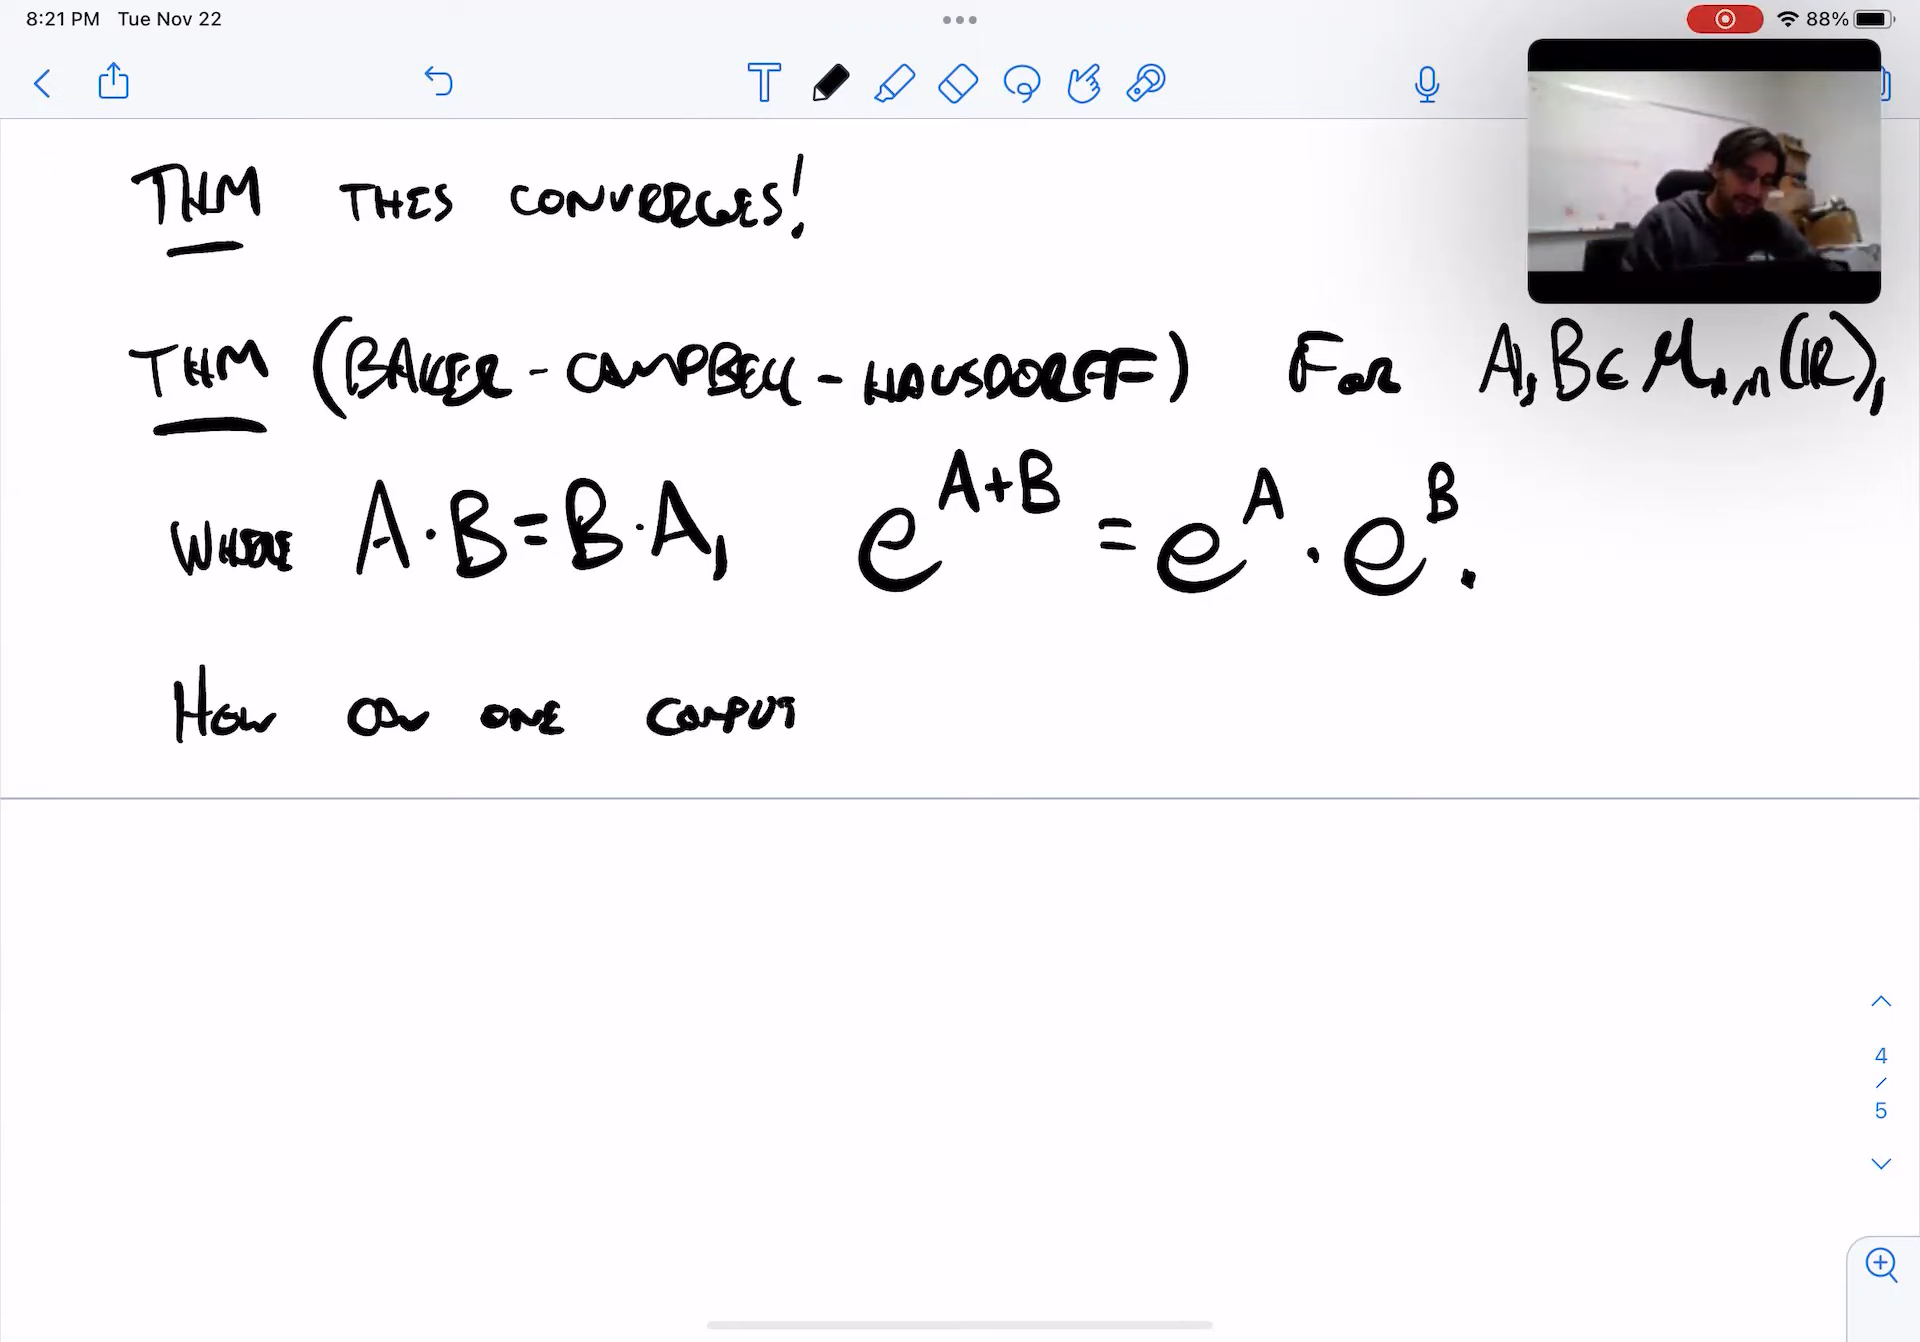 8:21 PM Tue Nov 22
88%
THM THIS CONVERGES!
THM (BAKER-CAMPBELL-HAUSDORFF) FOR A, B ∈ M_{n,n}(ℝ),
WHERE A·B=B·A, e^{A+B} = e^A · e^B.
HOW CAN ONE COMPUT
4
/
5